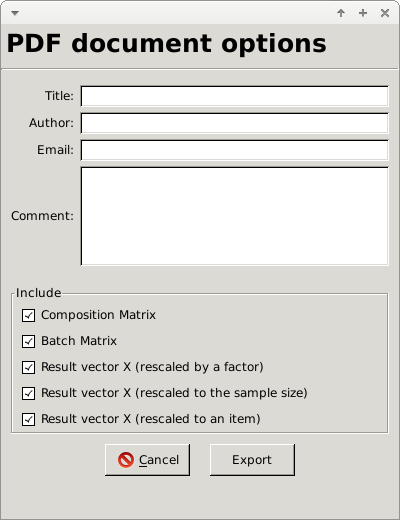 PDF document options
Title:
Author:
Email:
Comment:
Include
Composition Matrix
Batch Matrix
Result vector X (rescaled by a factor)
Result vector X (rescaled to the sample size)
Result vector X (rescaled to an item)
Cancel Export